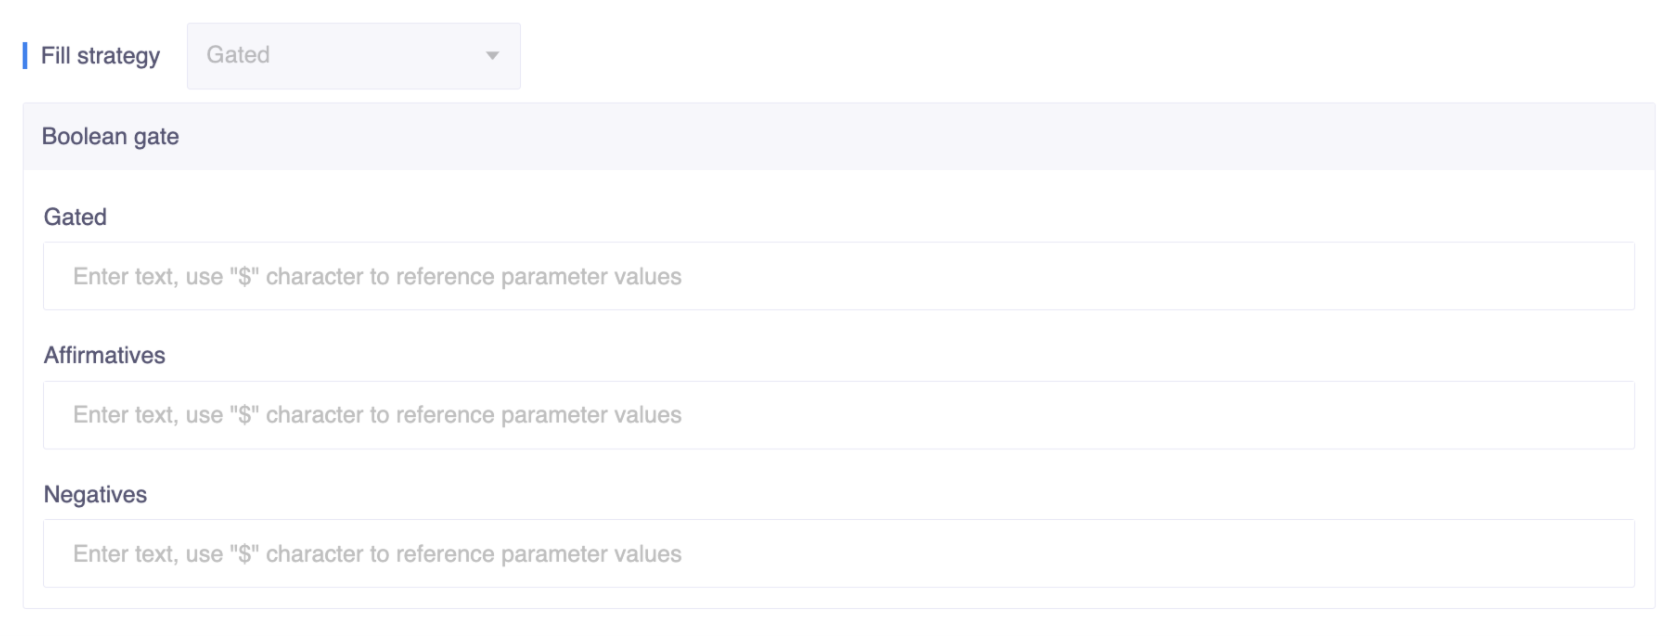 Fill strategy
Gated
Boolean gate
Gated
Enter text, use "$" character to reference parameter values
Affirmatives
Enter text, use "$" character to reference parameter values
Negatives
Enter text, use "$" character to reference parameter values